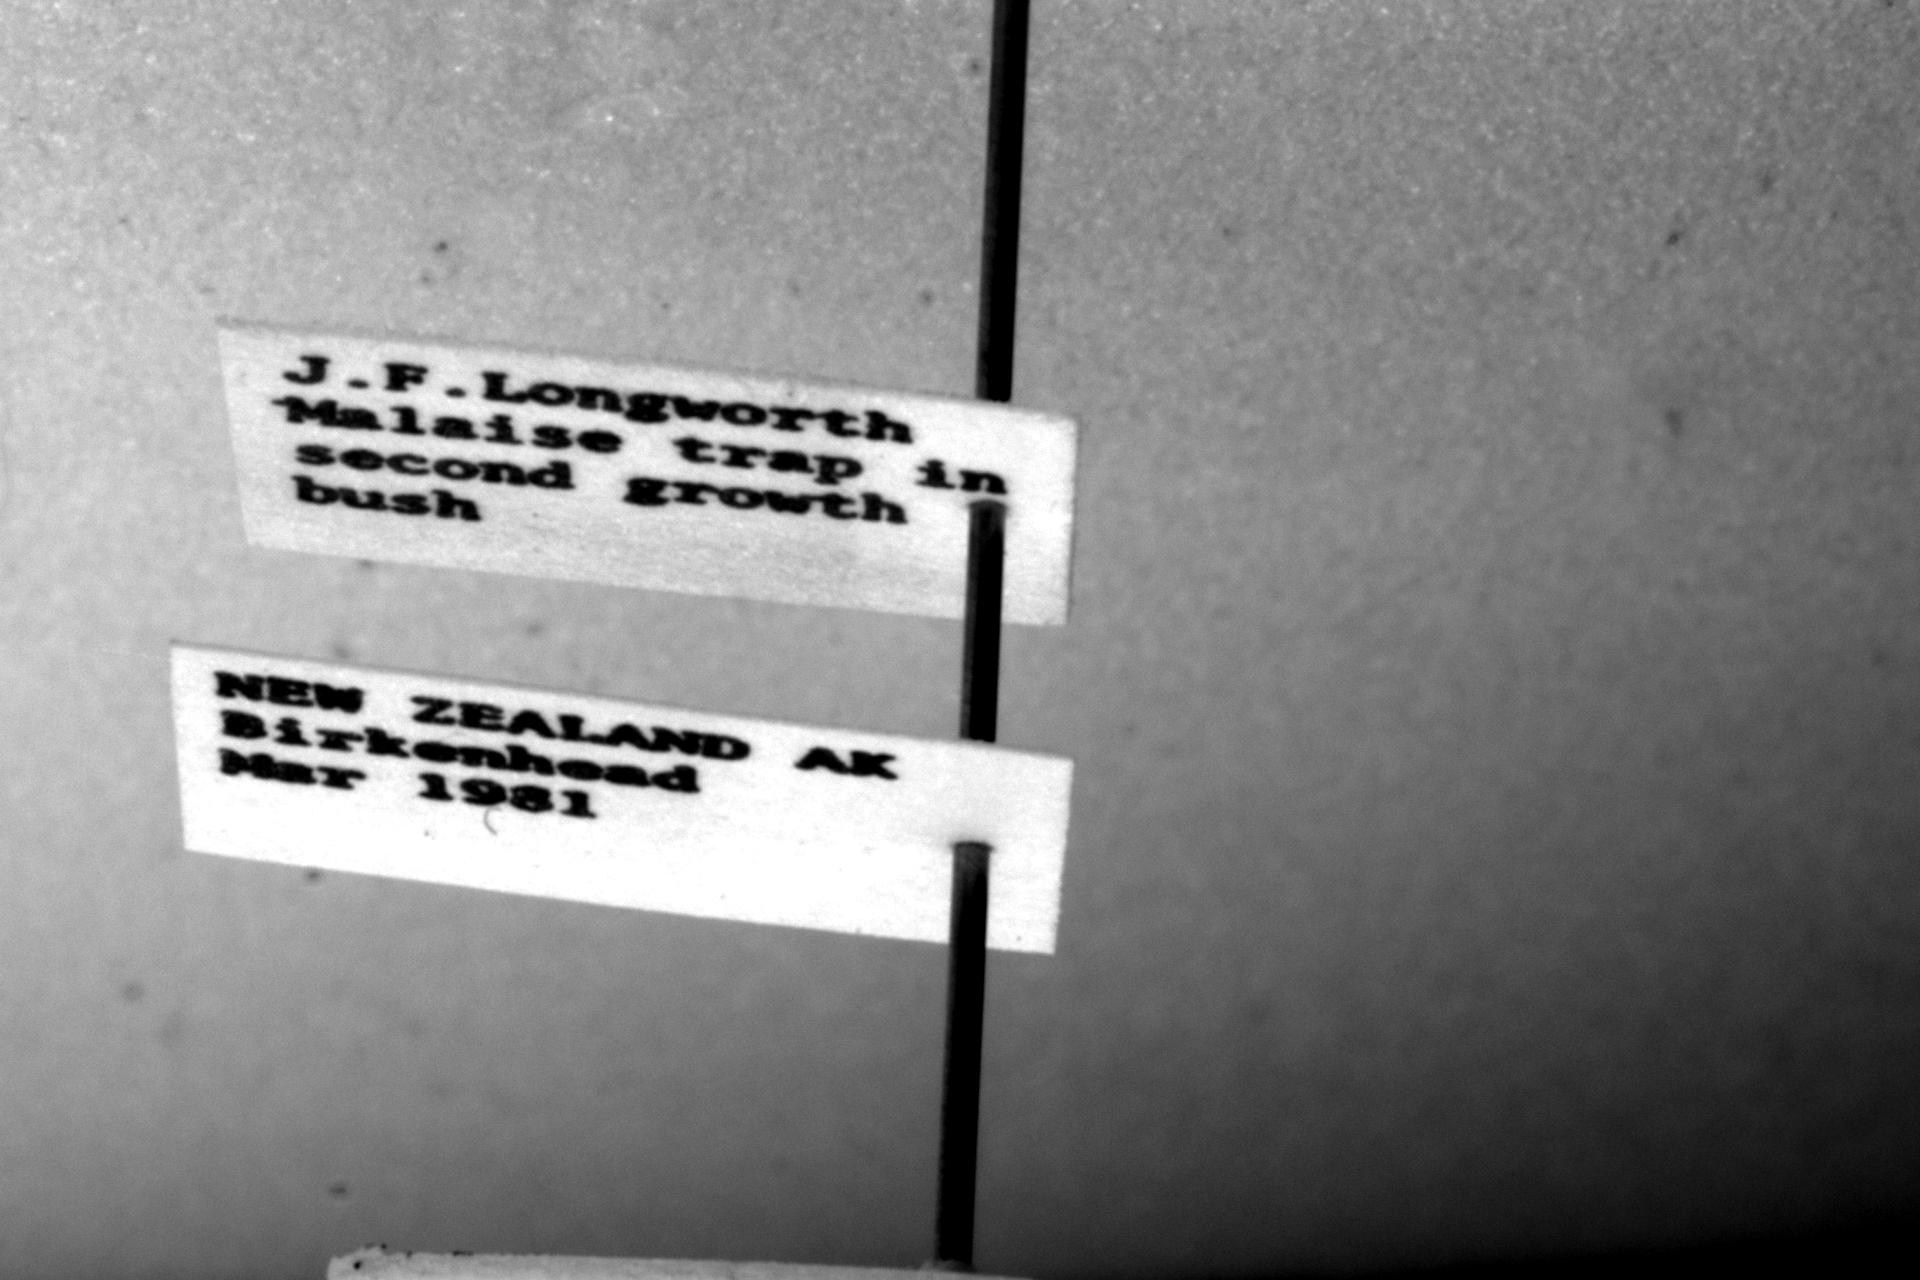 J.F.Longworth
Malaise trap in
second growth
bush
NEW ZEALAND AK
Birkenhead
Mar 1981